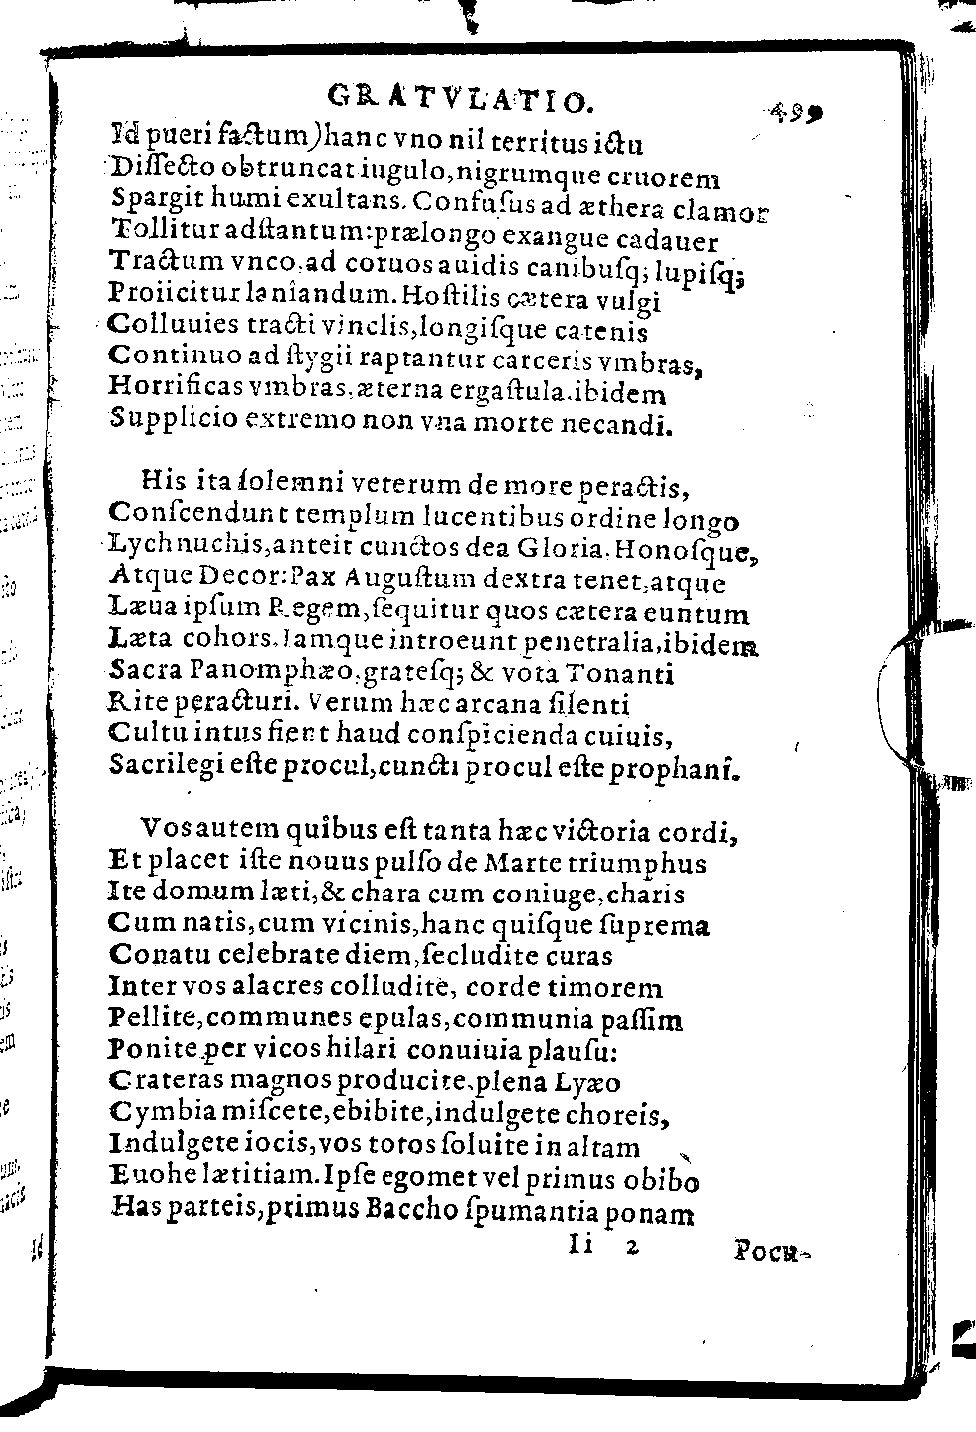 GRATVLATIO. 499
Id pueri factum) hanc vno nil territus ictu
Diſſecto obtruncat iugulo, nigrumque cruorem
Spargit humi exultans. Confuſus ad æthera clamor
Tollitur adſtantum: prælongo exangue cadauer
Tractum vnco, ad coruos auidis canibuſq; lupiſq;
Proiicitur laniandum. Hoſtilis cætera vulgi
Colluuies tracti vinclis, longiſque catenis
Continuo ad ſtygii raptantur carceris vmbras,
Horrificas vmbras, æterna ergaſtula, ibidem
Supplicio extremo non vna morte necandi.
His ita ſolemni veterum de more peractis,
Conſcendunt templum lucentibus ordine longo
Lychnuchis, anteit cunctos dea Gloria. Honoſque,
Atque Decor: Pax Auguſtum dextra tenet, atque
Læua ipſum Regem, ſequitur quos cætera euntum
Læta cohors. Iamque introeunt penetralia, ibidem
Sacra Panomphæo, grateſq; & vota Tonanti
Rite peracturi. Verum hæc arcana ſilenti
Cultu intus fient haud conſpicienda cuiuis,
Sacrilegi eſte procul, cuncti procul eſte prophani.
Vos autem quibus eſt tanta hæc victoria cordi,
Et placet iſte nouus pulſo de Marte triumphus
Ite domum læti, & chara cum coniuge, charis
Cum natis, cum vicinis, hanc quiſque ſuprema
Conatu celebrate diem, ſecludite curas
Inter vos alacres colludite, corde timorem
Pellite, communes epulas, communia paſſim
Ponite per vicos hilari conuiuia plauſu:
Crateras magnos producite, plena Lyæo
Cymbia miſcete, ebibite, indulgete choreis,
Indulgete iocis, vos totos ſoluite in altam
Euohe lætitiam. Ipſe egomet vel primus obibo
Has parteis, primus Baccho ſpumantia ponam
Ii 2 Pocu-